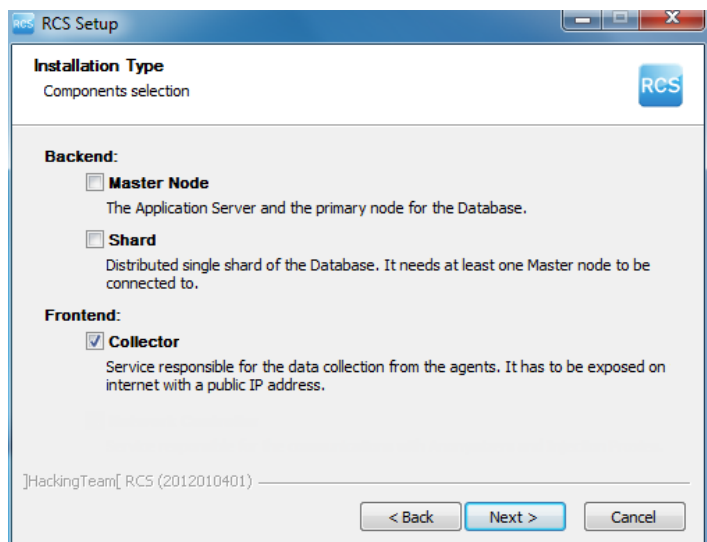 RCS RCS Setup
Installation Type
Components selection
RCS
Backend:
Master Node
The Application Server and the primary node for the Database.
Shard
Distributed single shard of the Database. It needs at least one Master node to be
connected to.
Frontend:
Collector
Service responsible for the data collection from the agents. It has to be exposed on
internet with a public IP address.
]HackingTeam[ RCS (2012010401)
< Back Next > Cancel